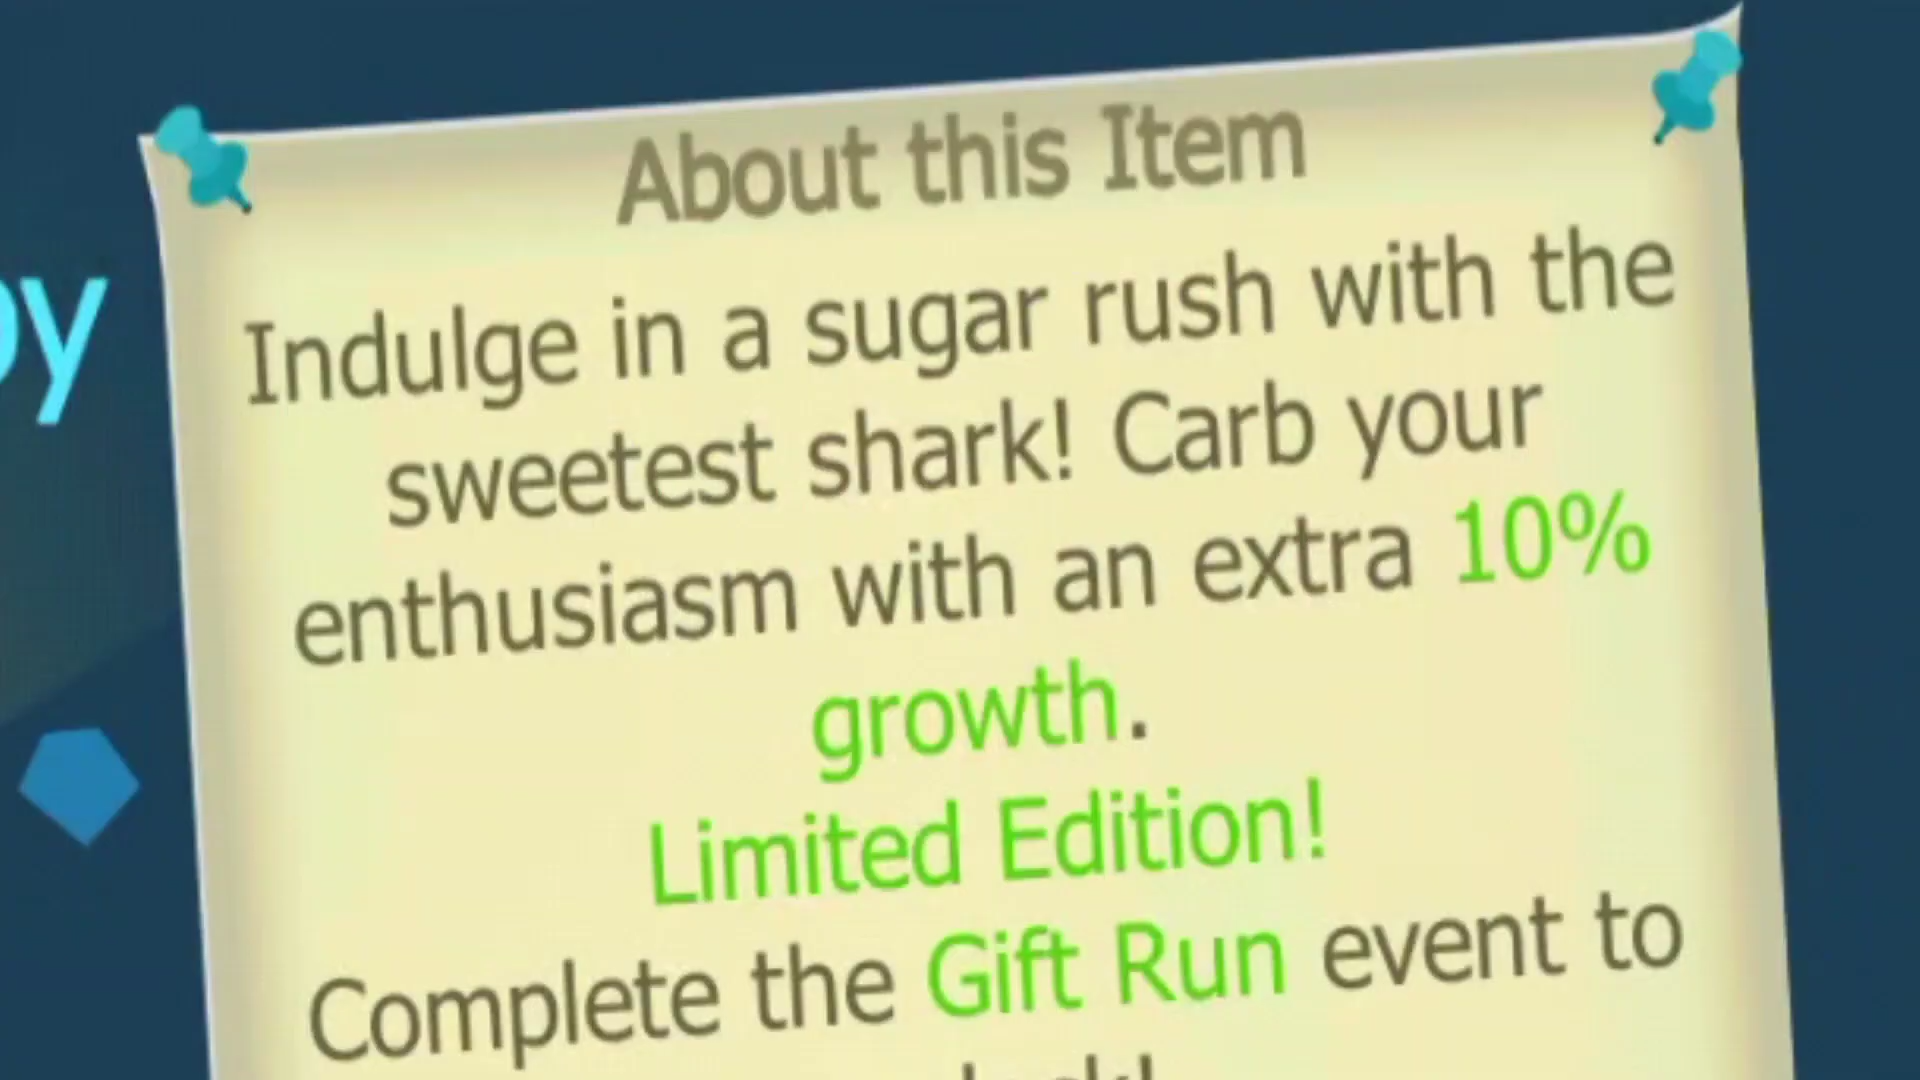 About this Item
Indulge in a sugar rush with the
sweetest shark! Carb your
enthusiasm with an extra 10%
growth.
Limited Edition!
Complete the Gift Run event to